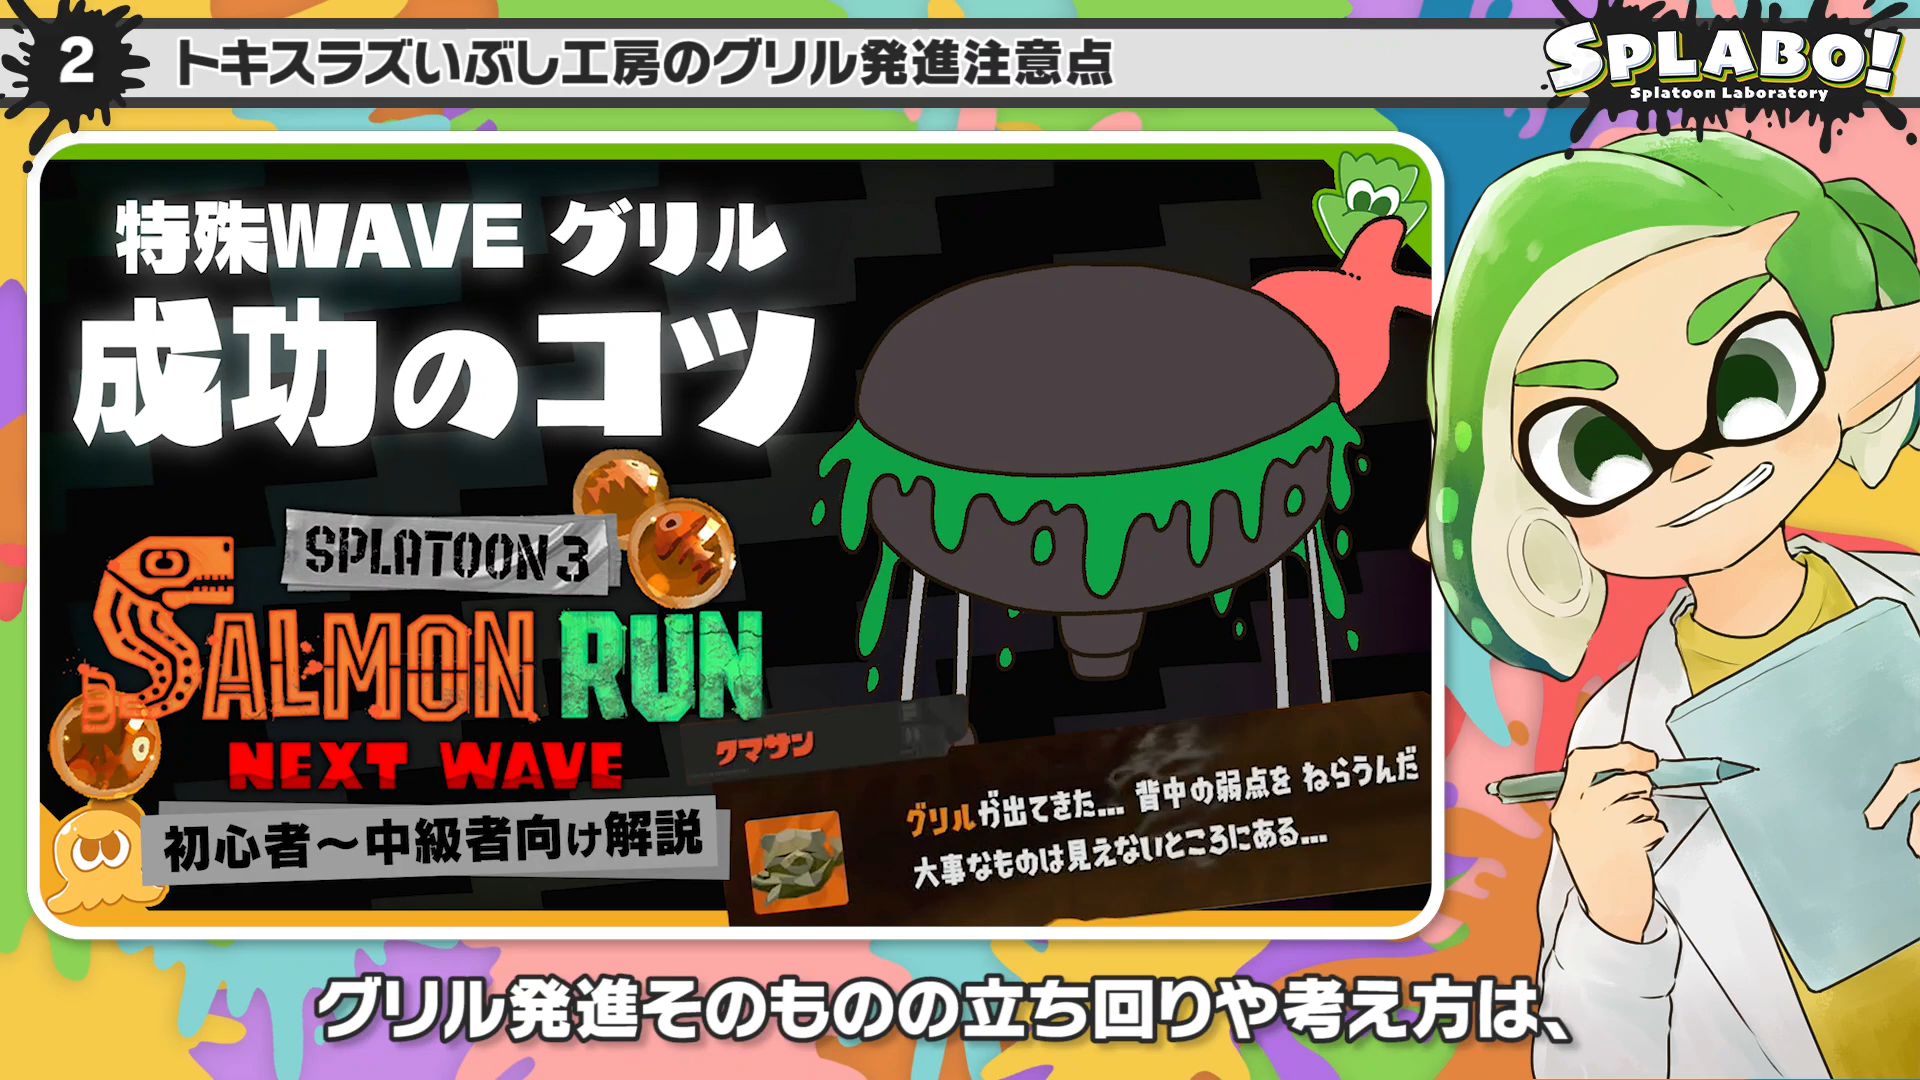 2
トキスラズいぶし工房のグリル発進注意点
SPLABO!
Splatoon Laboratory
特殊WAVE グリル
成功のコツ
SPLATOON 3
SALMON RUN
NEXT WAVE
初心者～中級者向け解説
クマサン
グリルが出てきた... 背中の弱点を ねらうんだ
大事なものは見えないところにある...
グリル発進そのものの立ち回りや考え方は、